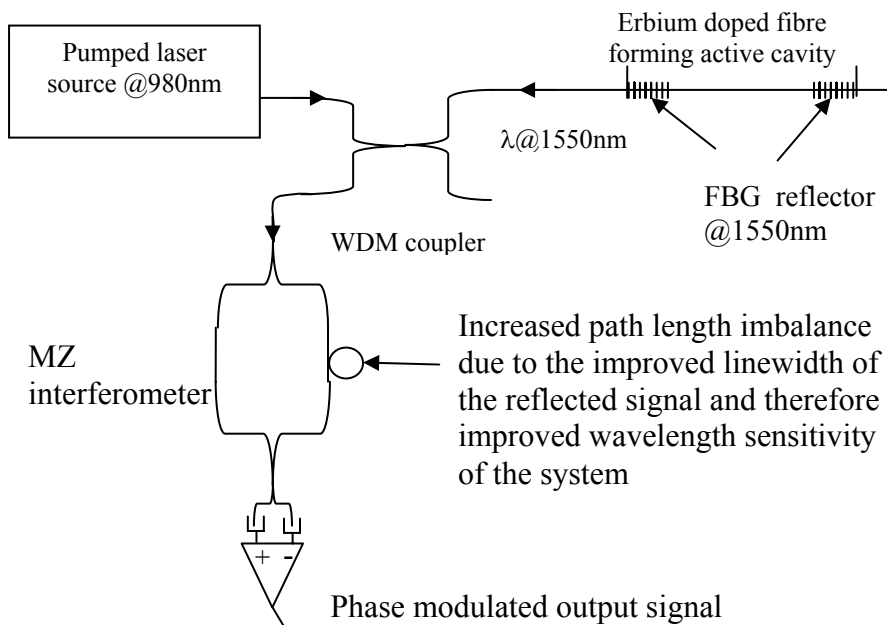 Pumped laser
source @980nm
Erbium doped fibre
forming active cavity
λ@1550nm
FBG reflector
@1550nm
WDM coupler
MZ
interferometer
Increased path length imbalance
due to the improved linewidth of
the reflected signal and therefore
improved wavelength sensitivity
of the system
+ -
Phase modulated output signal